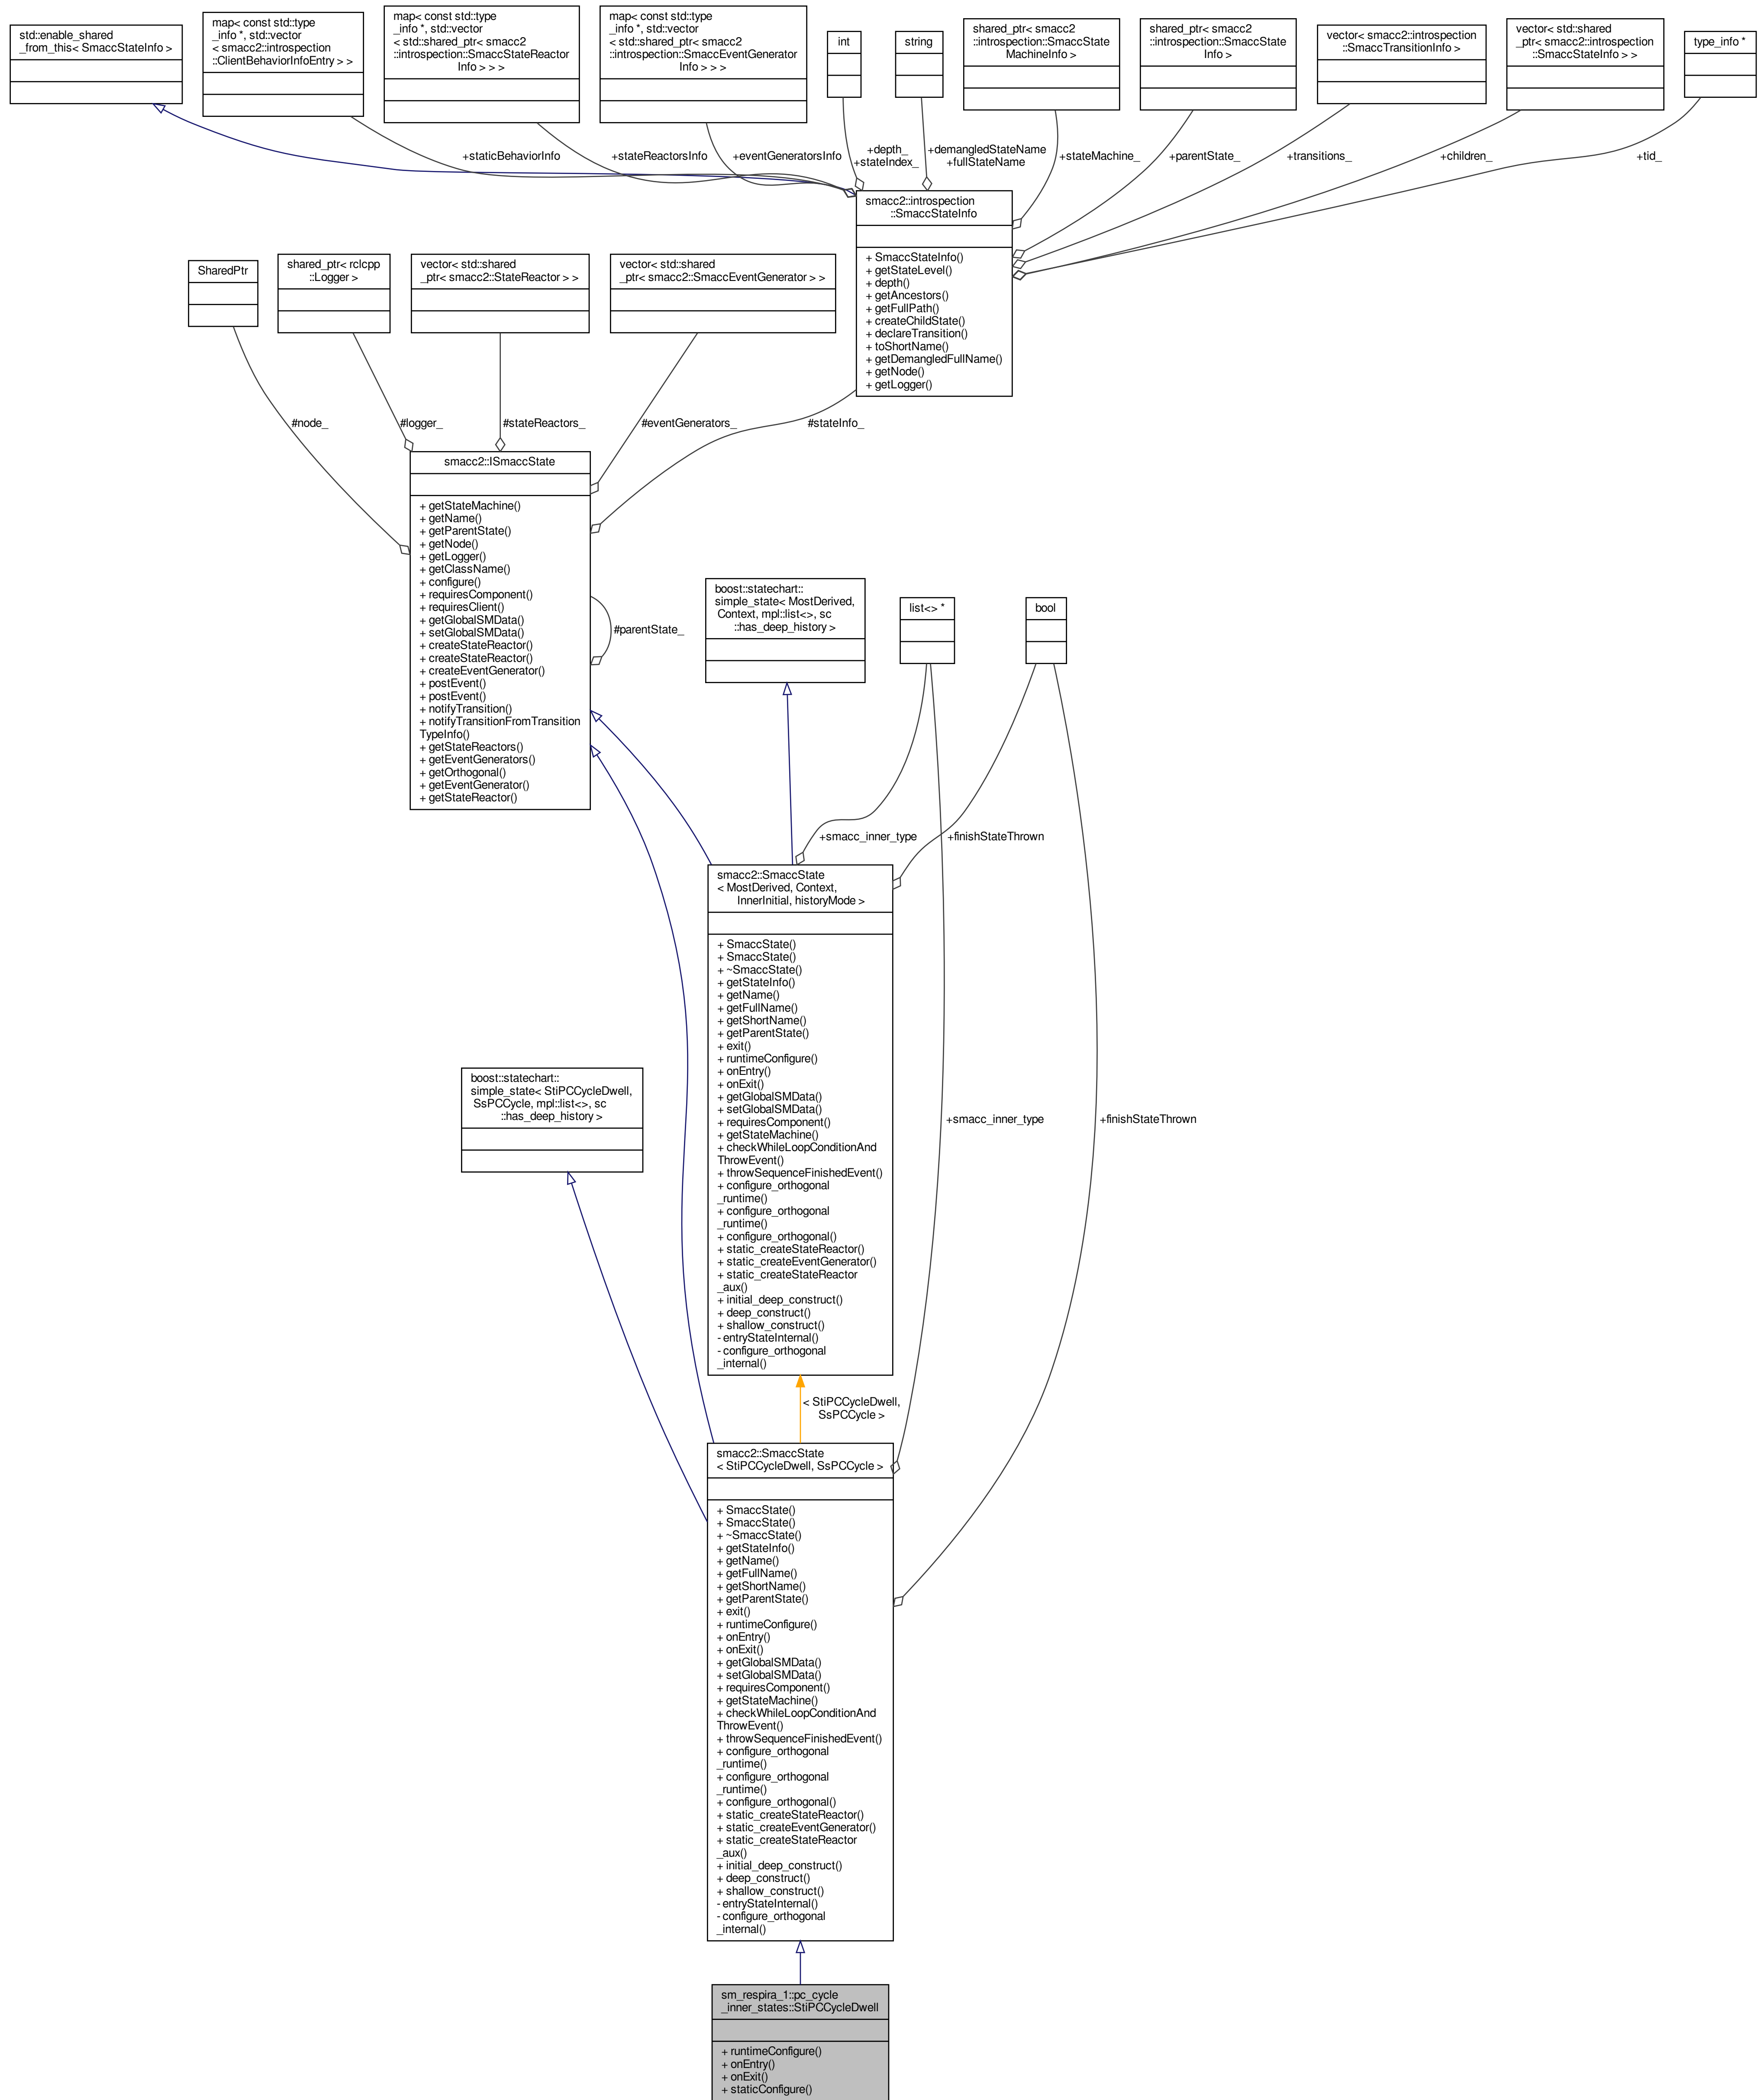 std::enable_shared
_from_this< SmaccStateInfo >
map< const std::type
_info *, std::vector
< smacc2::introspection
::ClientBehaviorInfoEntry > >
map< const std::type
_info *, std::vector
< std::shared_ptr< smacc2
::introspection::SmaccStateReactor
Info > > >
map< const std::type
_info *, std::vector
< std::shared_ptr< smacc2
::introspection::SmaccEventGenerator
Info > > >
int
string
shared_ptr< smacc2
::introspection::SmaccState
MachineInfo >
shared_ptr< smacc2
::introspection::SmaccState
Info >
vector< smacc2::introspection
::SmaccTransitionInfo >
vector< std::shared
_ptr< smacc2::introspection
::SmaccStateInfo > >
type_info *
+staticBehaviorInfo
+stateReactorsInfo
+eventGeneratorsInfo
+depth_
+stateIndex_
+demangledStateName
+fullStateName
+stateMachine_
+parentState_
+transitions_
+children_
+tid_
smacc2::introspection
::SmaccStateInfo
+ SmaccStateInfo()
+ getStateLevel()
+ depth()
+ getAncestors()
+ getFullPath()
+ createChildState()
+ declareTransition()
+ toShortName()
+ getDemangledFullName()
+ getNode()
+ getLogger()
SharedPtr
shared_ptr< rclcpp
::Logger >
vector< std::shared
_ptr< smacc2::StateReactor > >
vector< std::shared
_ptr< smacc2::SmaccEventGenerator > >
#node_
#logger_
#stateReactors_
#eventGenerators_
#stateInfo_
smacc2::ISmaccState
+ getStateMachine()
+ getName()
+ getParentState()
+ getNode()
+ getLogger()
+ getClassName()
+ configure()
+ requiresComponent()
+ requiresClient()
+ getGlobalSMData()
+ setGlobalSMData()
+ createStateReactor()
+ createStateReactor()
+ createEventGenerator()
+ postEvent()
+ postEvent()
+ notifyTransition()
+ notifyTransitionFromTransition
TypeInfo()
+ getStateReactors()
+ getEventGenerators()
+ getOrthogonal()
+ getEventGenerator()
+ getStateReactor()
#parentState_
boost::statechart::
simple_state< MostDerived,
Context, mpl::list<>, sc
::has_deep_history >
list<> *
bool
+smacc_inner_type
+finishStateThrown
smacc2::SmaccState
< MostDerived, Context,
InnerInitial, historyMode >
+ SmaccState()
+ SmaccState()
+ ~SmaccState()
+ getStateInfo()
+ getName()
+ getFullName()
+ getShortName()
+ getParentState()
+ exit()
+ runtimeConfigure()
+ onEntry()
+ onExit()
+ getGlobalSMData()
+ setGlobalSMData()
+ requiresComponent()
+ getStateMachine()
+ checkWhileLoopConditionAnd
ThrowEvent()
+ throwSequenceFinishedEvent()
+ configure_orthogonal
_runtime()
+ configure_orthogonal
_runtime()
+ configure_orthogonal()
+ static_createStateReactor()
+ static_createEventGenerator()
+ static_createStateReactor
_aux()
+ initial_deep_construct()
+ deep_construct()
+ shallow_construct()
- entryStateInternal()
- configure_orthogonal
_internal()
boost::statechart::
simple_state< StiPCCycleDwell,
SsPCCycle, mpl::list<>, sc
::has_deep_history >
+smacc_inner_type
+finishStateThrown
< StiPCCycleDwell,
SsPCCycle >
smacc2::SmaccState
< StiPCCycleDwell, SsPCCycle >
+ SmaccState()
+ SmaccState()
+ ~SmaccState()
+ getStateInfo()
+ getName()
+ getFullName()
+ getShortName()
+ getParentState()
+ exit()
+ runtimeConfigure()
+ onEntry()
+ onExit()
+ getGlobalSMData()
+ setGlobalSMData()
+ requiresComponent()
+ getStateMachine()
+ checkWhileLoopConditionAnd
ThrowEvent()
+ throwSequenceFinishedEvent()
+ configure_orthogonal
_runtime()
+ configure_orthogonal
_runtime()
+ configure_orthogonal()
+ static_createStateReactor()
+ static_createEventGenerator()
+ static_createStateReactor
_aux()
+ initial_deep_construct()
+ deep_construct()
+ shallow_construct()
- entryStateInternal()
- configure_orthogonal
_internal()
sm_respira_1::pc_cycle
_inner_states::StiPCCycleDwell
+ runtimeConfigure()
+ onEntry()
+ onExit()
+ staticConfigure()